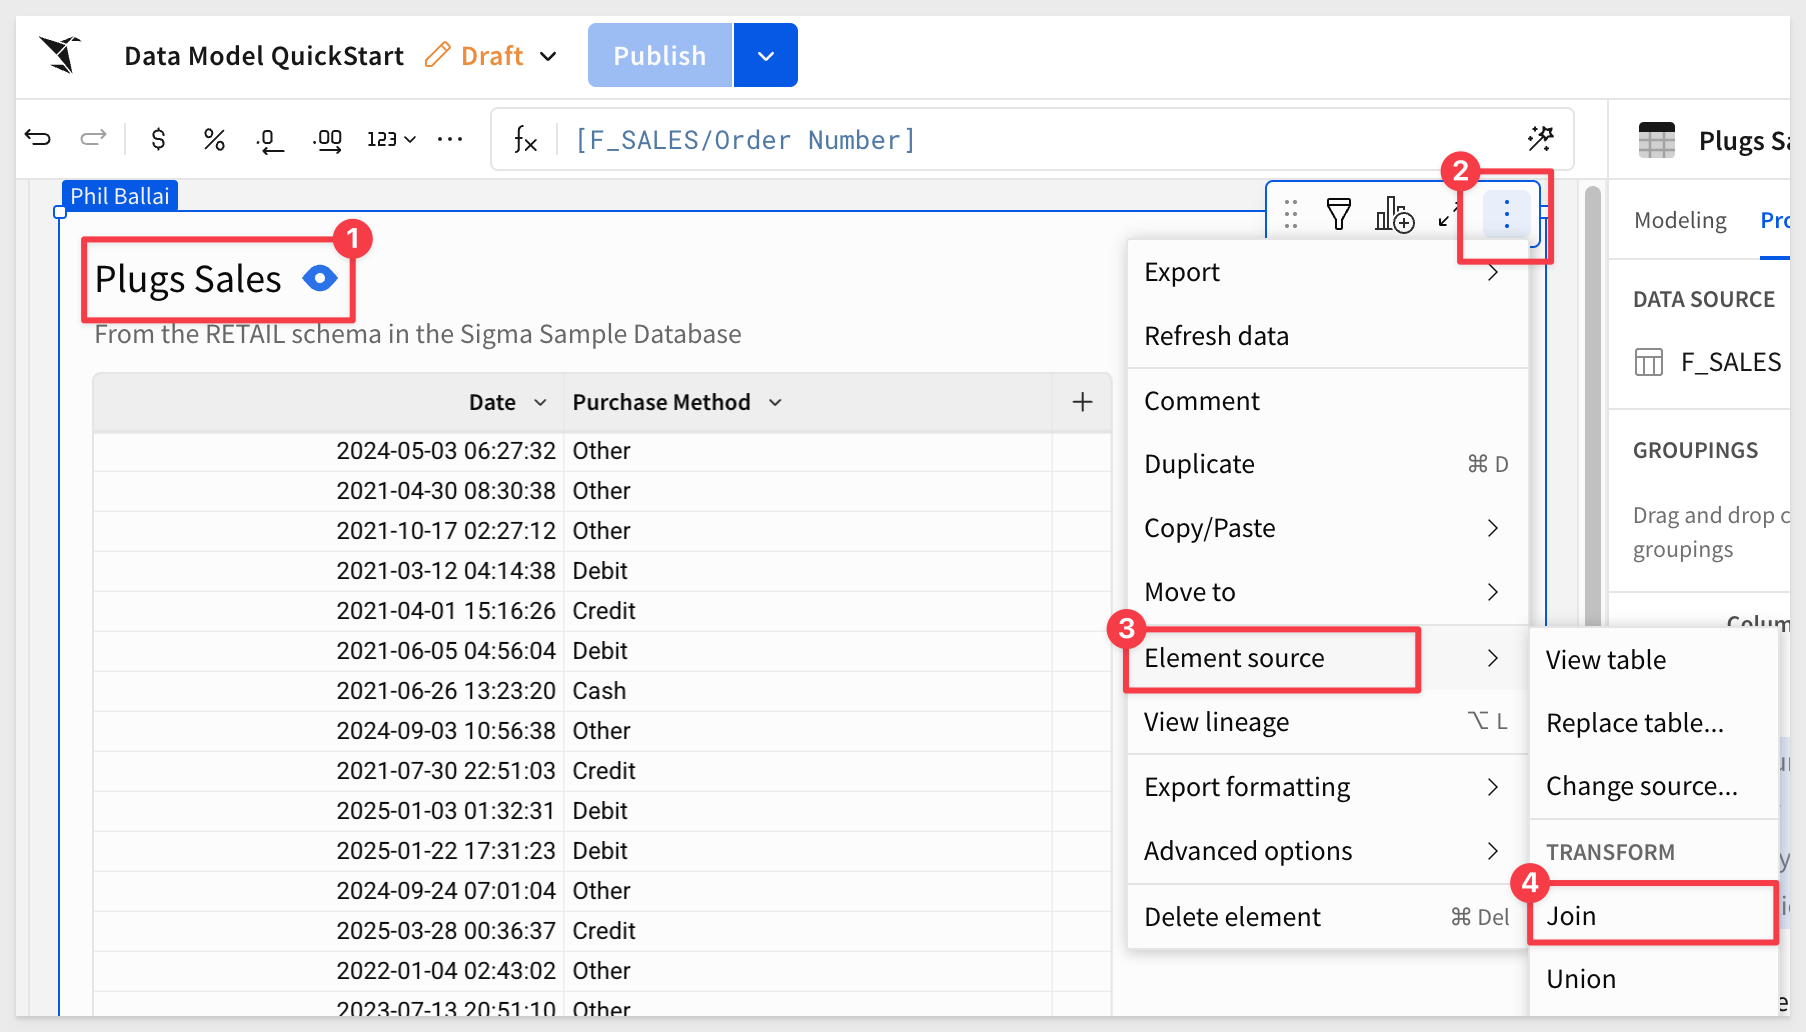 Data Model QuickStart Draft Publish
$ % .0 .00 123 ... fx [F_SALES/Order Number] Plugs Sa
Phil Ballai
2
1
Plugs Sales
From the RETAIL schema in the Sigma Sample Database
Date Purchase Method +
2024-05-03 06:27:32 Other
2021-04-30 08:30:38 Other
2021-10-17 02:27:12 Other
2021-03-12 04:14:38 Debit
2021-04-01 15:16:26 Credit
2021-06-05 04:56:04 Debit
2021-06-26 13:23:20 Cash
2024-09-03 10:56:38 Other
2021-07-30 22:51:03 Credit
2025-01-03 01:32:31 Debit
2025-01-22 17:31:23 Debit
2024-09-24 07:01:04 Other
2025-03-28 00:36:37 Credit
2022-01-04 02:43:02 Other
2023-07-13 20:51:10 Other
Export
Refresh data
Comment
Duplicate ⌘ D
Copy/Paste
Move to
3
Element source
View lineage ⌥ L
Export formatting
Advanced options
Delete element ⌘ Del
View table
Replace table...
Change source...
TRANSFORM
4
Join
Union
Modeling Pro
DATA SOURCE
F_SALES
GROUPINGS
Drag and drop c
groupings
Colum